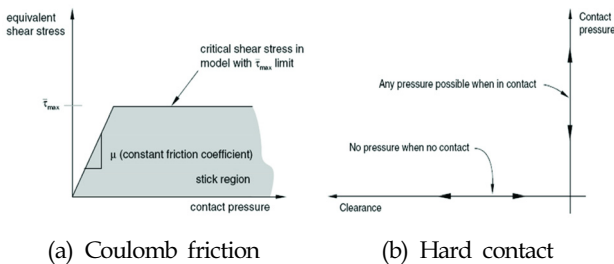 equivalent
shear stress
critical shear stress in
model with τ̄max limit
τ̄max
μ (constant friction coefficient)
stick region
contact pressure
(a) Coulomb friction
Contact
pressure
Any pressure possible when in contact
No pressure when no contact
Clearance
(b) Hard contact